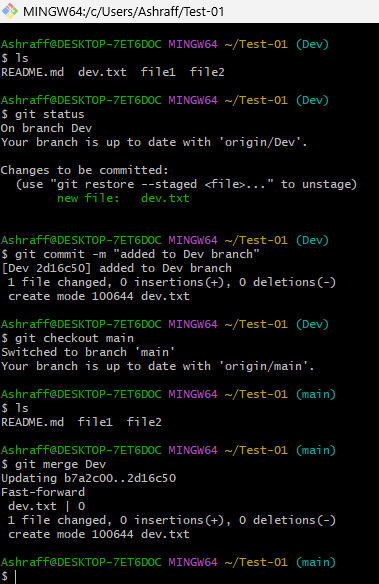 MINGW64:/c/Users/Ashraff/Test-01
Ashraff@DESKTOP-7ET6DOC MINGW64 ~/Test-01 (Dev)
$ ls
README.md  dev.txt  file1  file2
Ashraff@DESKTOP-7ET6DOC MINGW64 ~/Test-01 (Dev)
$ git status
On branch Dev
Your branch is up to date with 'origin/Dev'.
Changes to be committed:
  (use "git restore --staged <file>..." to unstage)
        new file:   dev.txt
Ashraff@DESKTOP-7ET6DOC MINGW64 ~/Test-01 (Dev)
$ git commit -m "added to Dev branch"
[Dev 2d16c50] added to Dev branch
 1 file changed, 0 insertions(+), 0 deletions(-)
 create mode 100644 dev.txt
Ashraff@DESKTOP-7ET6DOC MINGW64 ~/Test-01 (Dev)
$ git checkout main
Switched to branch 'main'
Your branch is up to date with 'origin/main'.
Ashraff@DESKTOP-7ET6DOC MINGW64 ~/Test-01 (main)
$ ls
README.md  file1  file2
Ashraff@DESKTOP-7ET6DOC MINGW64 ~/Test-01 (main)
$ git merge Dev
Updating b7a2c00..2d16c50
Fast-forward
 dev.txt | 0
 1 file changed, 0 insertions(+), 0 deletions(-)
 create mode 100644 dev.txt
Ashraff@DESKTOP-7ET6DOC MINGW64 ~/Test-01 (main)
$